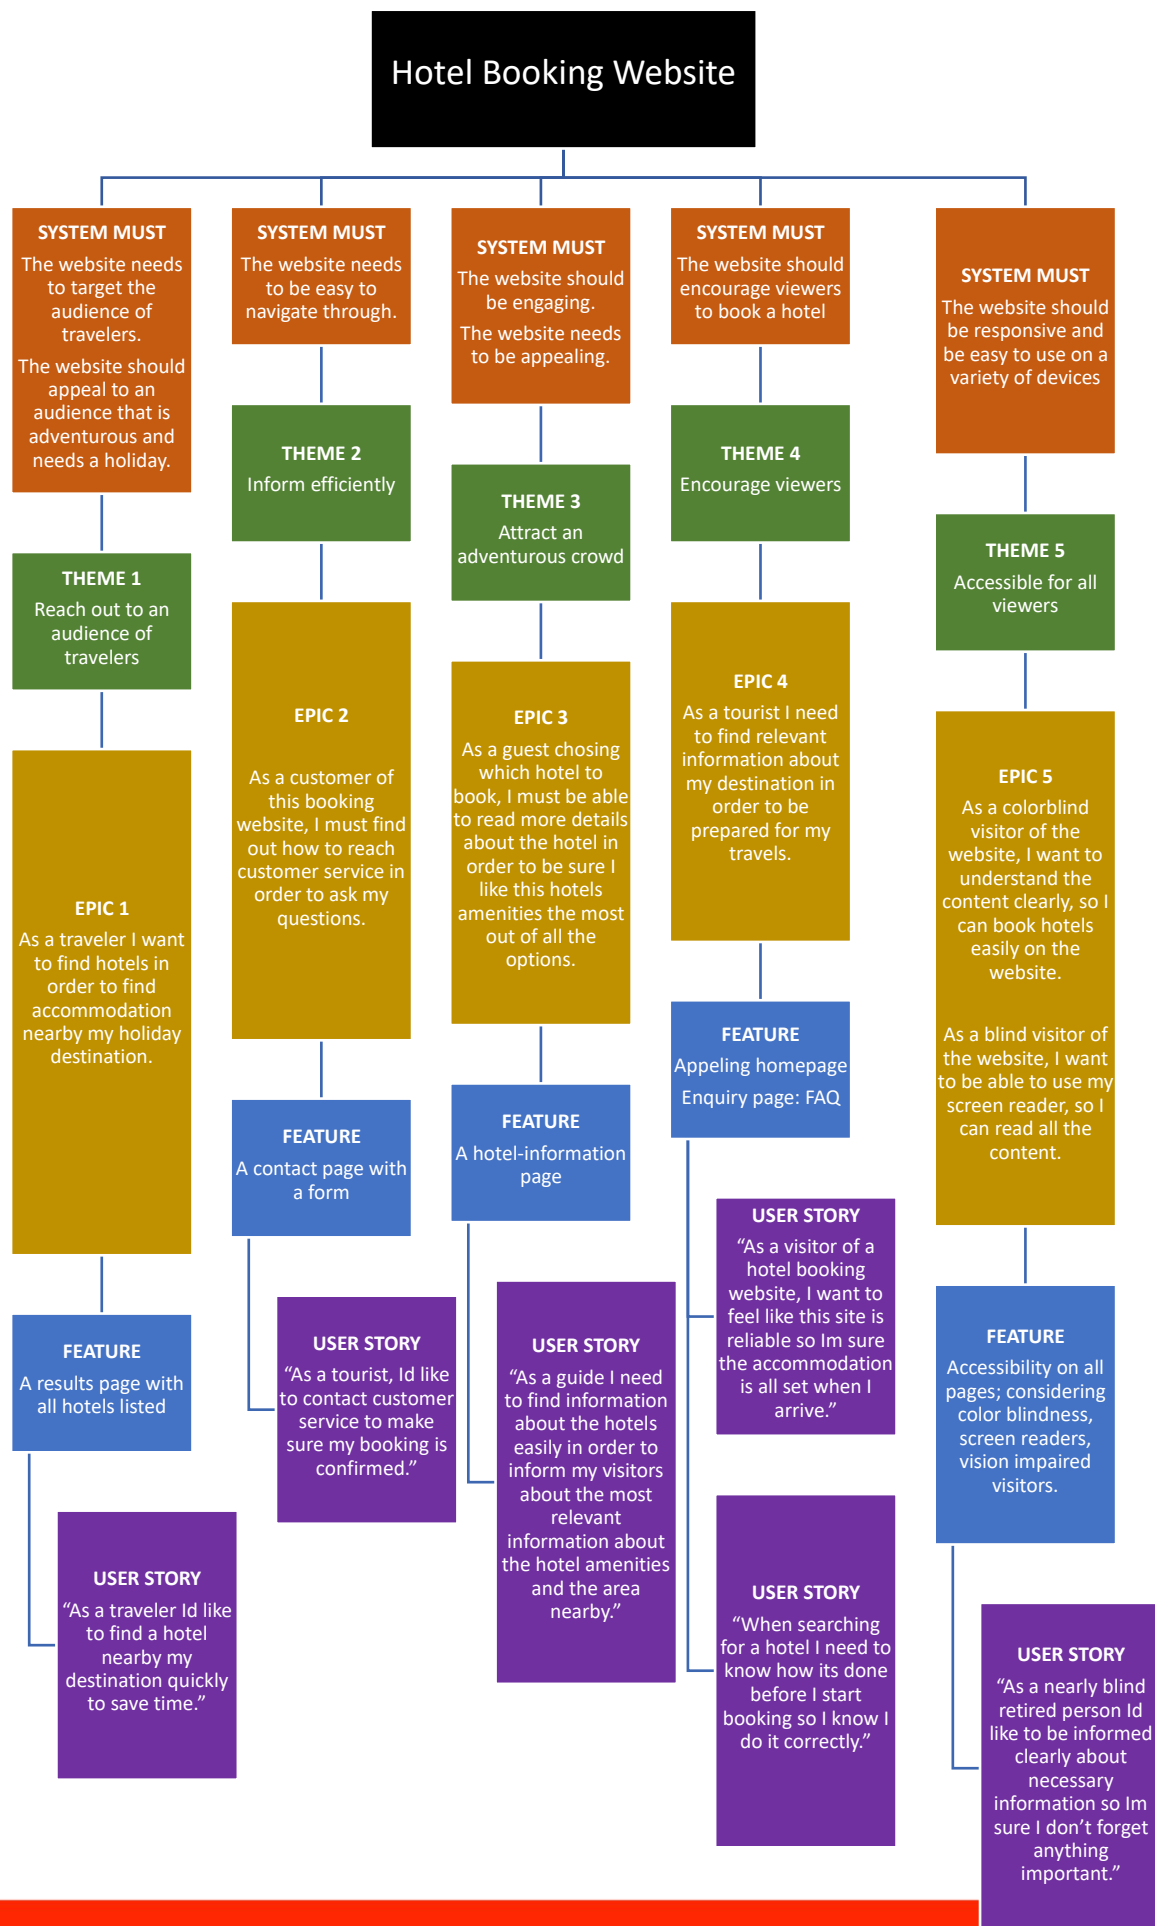 Hotel Booking Website
SYSTEM MUST
The website needs
to target the
audience of
travelers.
The website should
appeal to an
audience that is
adventurous and
needs a holiday.
THEME 1
Reach out to an
audience of
travelers
EPIC 1
As a traveler I want
to find hotels in
order to find
accommodation
nearby my holiday
destination.
FEATURE
A results page with
all hotels listed
USER STORY
“As a traveler Id like
to find a hotel
nearby my
destination quickly
to save time.”
SYSTEM MUST
The website needs
to be easy to
navigate through.
THEME 2
Inform efficiently
EPIC 2
As a customer of
this booking
website, I must find
out how to reach
customer service in
order to ask my
questions.
FEATURE
A contact page with
a form
USER STORY
“As a tourist, Id like
to contact customer
service to make
sure my booking is
confirmed.”
SYSTEM MUST
The website should
be engaging.
The website needs
to be appealing.
THEME 3
Attract an
adventurous crowd
EPIC 3
As a guest chosing
which hotel to
book, I must be able
to read more details
about the hotel in
order to be sure I
like this hotels
amenities the most
out of all the
options.
FEATURE
A hotel-information
page
USER STORY
“As a guide I need
to find information
about the hotels
easily in order to
inform my visitors
about the most
relevant
information about
the hotel amenities
and the area
nearby.”
SYSTEM MUST
The website should
encourage viewers
to book a hotel
THEME 4
Encourage viewers
EPIC 4
As a tourist I need
to find relevant
information about
my destination in
order to be
prepared for my
travels.
FEATURE
Appeling homepage
Enquiry page: FAQ
USER STORY
“As a visitor of a
hotel booking
website, I want to
feel like this site is
reliable so Im sure
the accommodation
is all set when I
arrive.”
USER STORY
“When searching
for a hotel I need to
know how its done
before I start
booking so I know I
do it correctly.”
SYSTEM MUST
The website should
be responsive and
be easy to use on a
variety of devices
THEME 5
Accessible for all
viewers
EPIC 5
As a colorblind
visitor of the
website, I want to
understand the
content clearly, so I
can book hotels
easily on the
website.
As a blind visitor of
the website, I want
to be able to use my
screen reader, so I
can read all the
content.
FEATURE
Accessibility on all
pages; considering
color blindness,
screen readers,
vision impaired
visitors.
USER STORY
“As a nearly blind
retired person Id
like to be informed
clearly about
necessary
information so Im
sure I don’t forget
anything
important.”